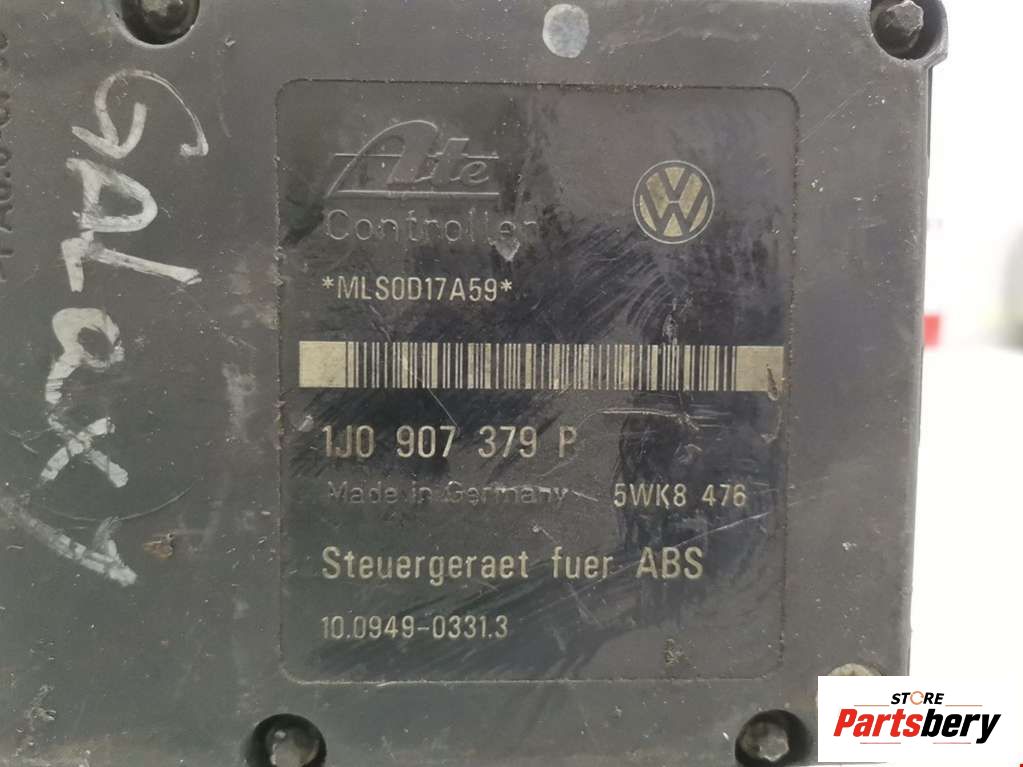 GALaxy
Ate
Controller
*MLS0D17A59*
1J0 907 379 P
Made in Germany 5WK8 476
Steuergeraet fuer ABS
10.0949-0331.3
STORE
Partsbery